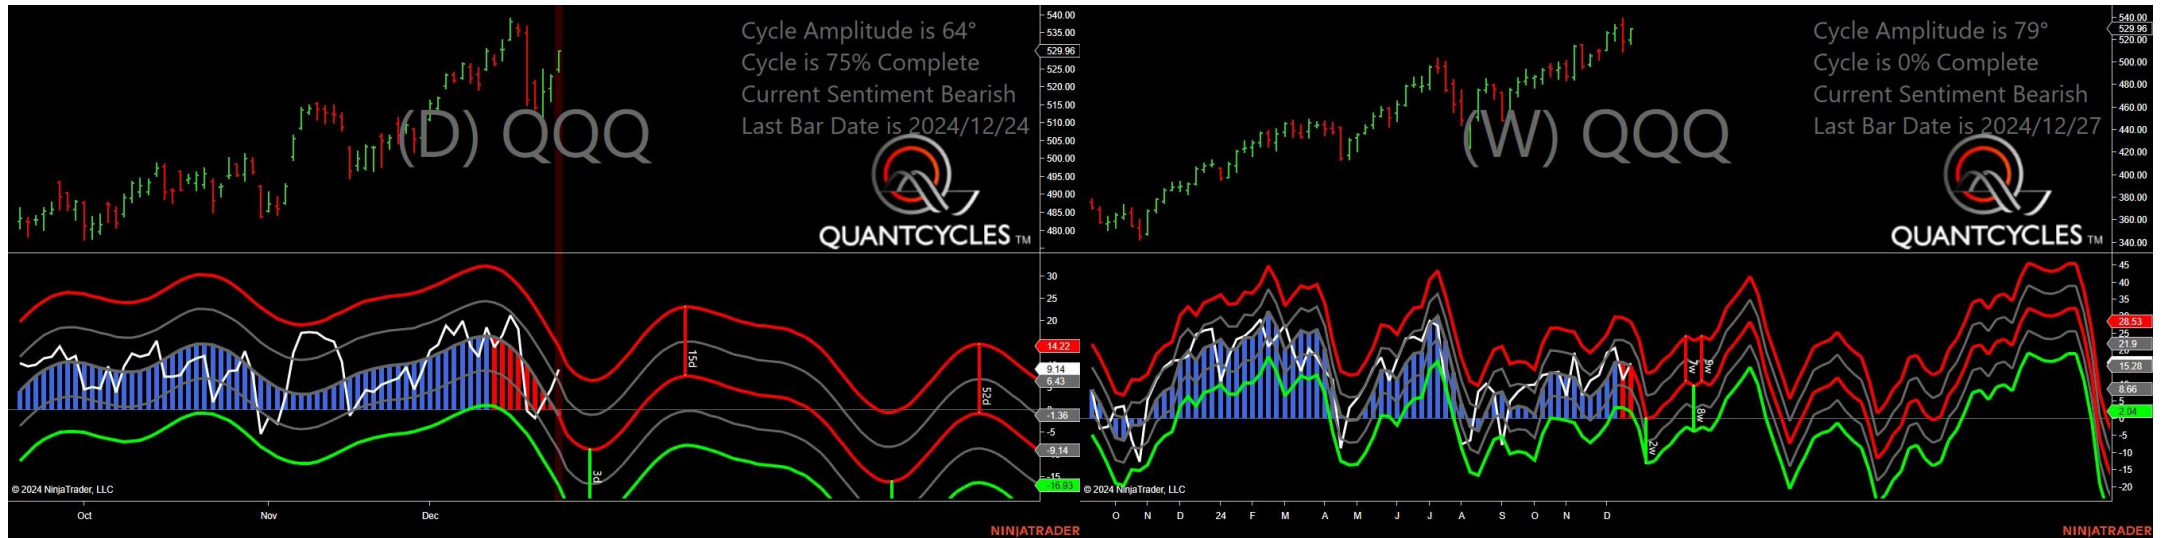 Cycle Amplitude is 64°
Cycle is 75% Complete
Current Sentiment Bearish
Last Bar Date is 2024/12/24
(D) QQQ
QUANTCYCLES TM
540.00
535.00
529.96
525.00
520.00
515.00
510.00
505.00
500.00
495.00
490.00
485.00
480.00
30
25
20
14.22
9.14
6.43
-1.36
-5
-9.14
-15
-16.93
15d
52d
3d
© 2024 NinjaTrader, LLC
Oct Nov Dec
NINJATRADER
Cycle Amplitude is 79°
Cycle is 0% Complete
Current Sentiment Bearish
Last Bar Date is 2024/12/27
(W) QQQ
QUANTCYCLES TM
540.00
529.96
520.00
500.00
480.00
460.00
440.00
420.00
400.00
380.00
360.00
340.00
45
40
35
28.53
21.9
15.28
8.66
2.04
-5
-10
-15
-20
7w
9w
8w
2w
© 2024 NinjaTrader, LLC
O N D 24 F M A M J J A S O N D
NINJATRADER